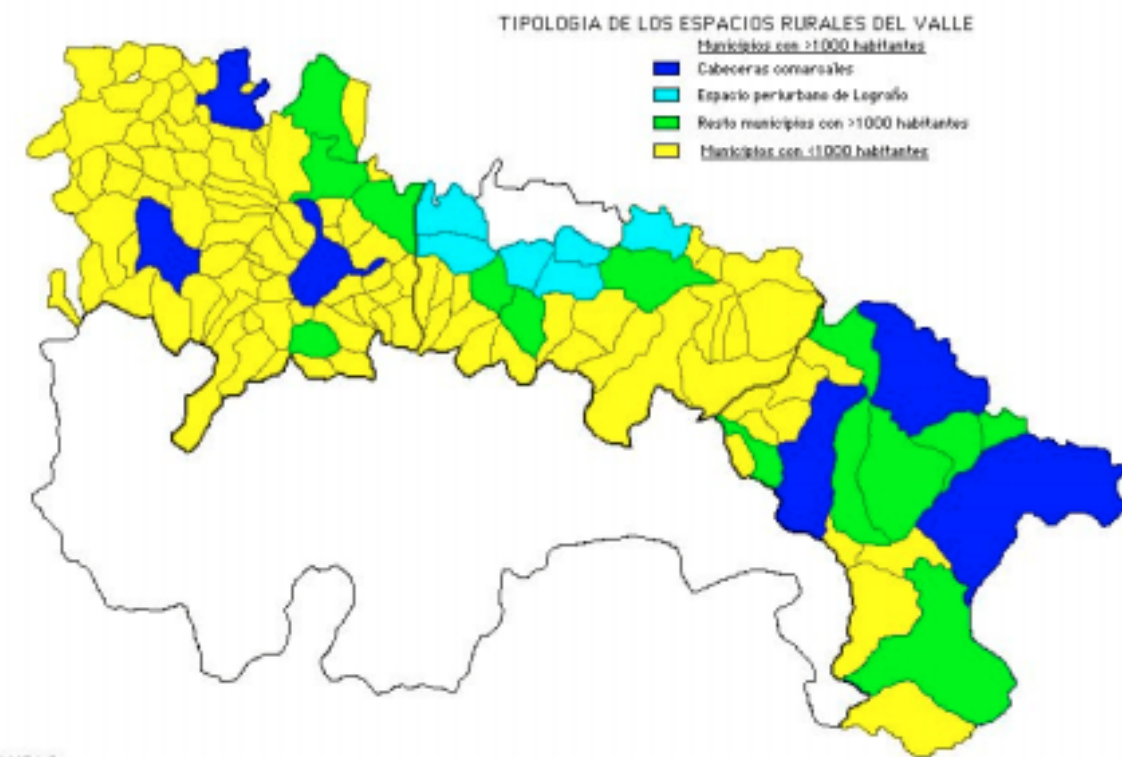 TIPOLOGIA DE LOS ESPACIOS RURALES DEL VALLE
Municipios con >1000 habitantes
Cabeceras comarcales
Espacio periurbano de Logroño
Resto municipios con >1000 habitantes
Municipios con <1000 habitantes